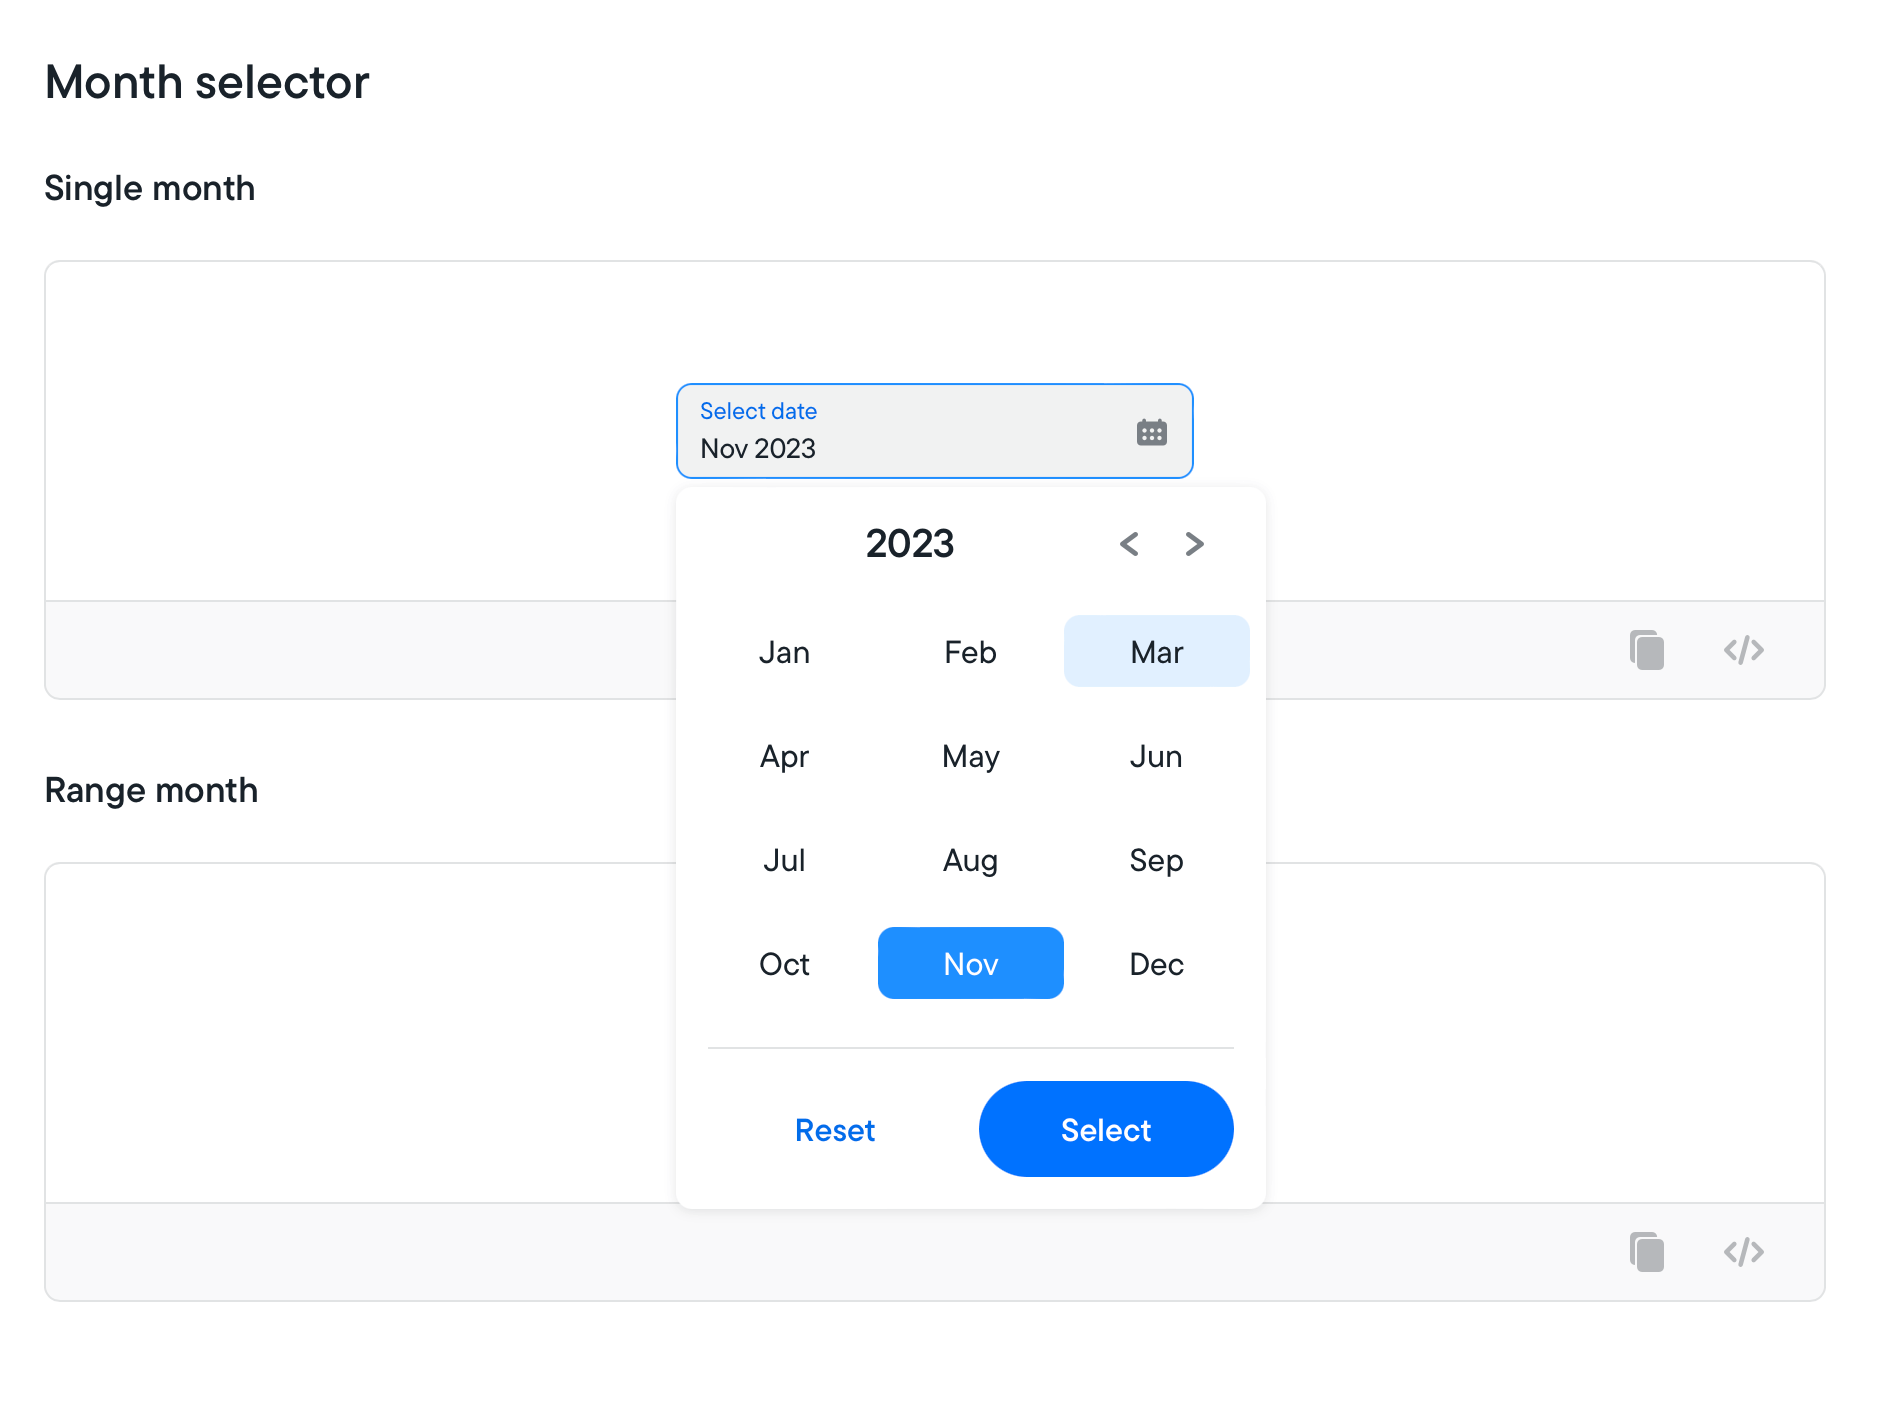 Month selector
Single month
Select date
Nov 2023
2023 < >
Jan Feb Mar
Apr May Jun
Range month
Jul Aug Sep
Oct Nov Dec
Reset Select